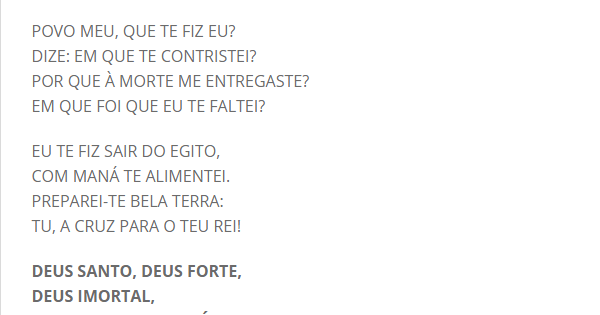 POVO MEU, QUE TE FIZ EU?
DIZE: EM QUE TE CONTRISTEI?
POR QUE À MORTE ME ENTREGASTE?
EM QUE FOI QUE EU TE FALTEI?
EU TE FIZ SAIR DO EGITO,
COM MANÁ TE ALIMENTEI.
PREPAREI-TE BELA TERRA:
TU, A CRUZ PARA O TEU REI!
DEUS SANTO, DEUS FORTE,
DEUS IMORTAL,